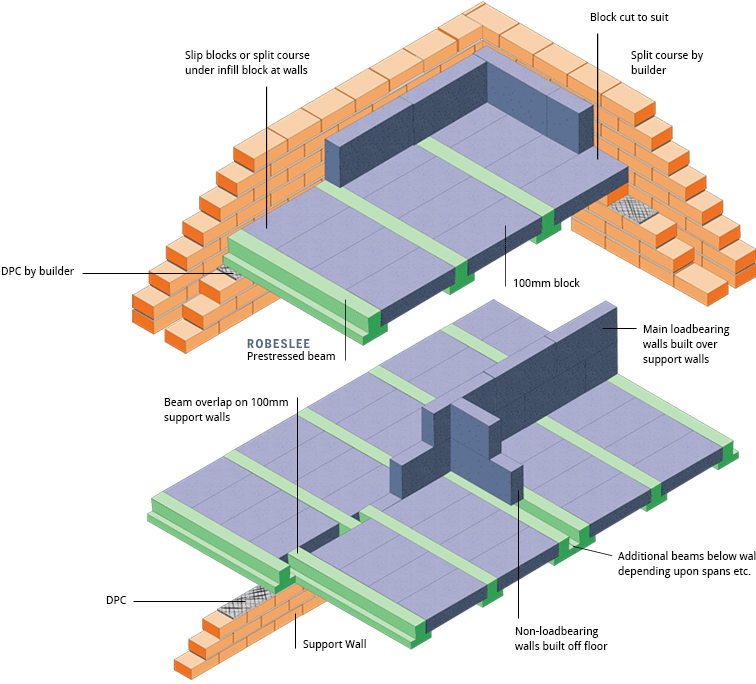 Block cut to suit
Slip blocks or split course
under infill block at walls
Split course by
builder
DPC by builder
100mm block
ROBESLEE
Prestressed beam
Main loadbearing
walls built over
support walls
Beam overlap on 100mm
support walls
Additional beams below wal
depending upon spans etc.
DPC
Non-loadbearing
walls built off floor
Support Wall